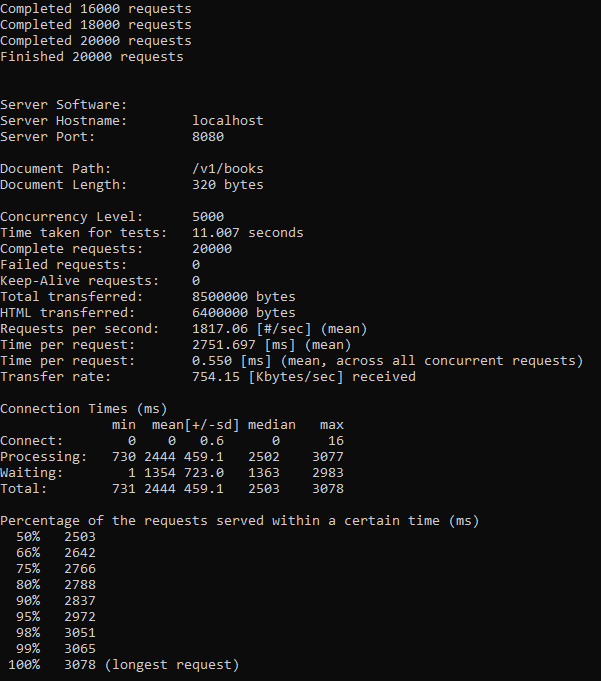 Completed 16000 requests
Completed 18000 requests
Completed 20000 requests
Finished 20000 requests


Server Software:
Server Hostname:        localhost
Server Port:            8080

Document Path:          /v1/books
Document Length:        320 bytes

Concurrency Level:      5000
Time taken for tests:   11.007 seconds
Complete requests:      20000
Failed requests:        0
Keep-Alive requests:    0
Total transferred:      8500000 bytes
HTML transferred:       6400000 bytes
Requests per second:    1817.06 [#/sec] (mean)
Time per request:       2751.697 [ms] (mean)
Time per request:       0.550 [ms] (mean, across all concurrent requests)
Transfer rate:          754.15 [Kbytes/sec] received

Connection Times (ms)
              min  mean[+/-sd] median   max
Connect:        0    0   0.6      0      16
Processing:   730 2444 459.1   2502    3077
Waiting:        1 1354 723.0   1363    2983
Total:        731 2444 459.1   2503    3078

Percentage of the requests served within a certain time (ms)
  50%   2503
  66%   2642
  75%   2766
  80%   2788
  90%   2837
  95%   2972
  98%   3051
  99%   3065
 100%   3078 (longest request)